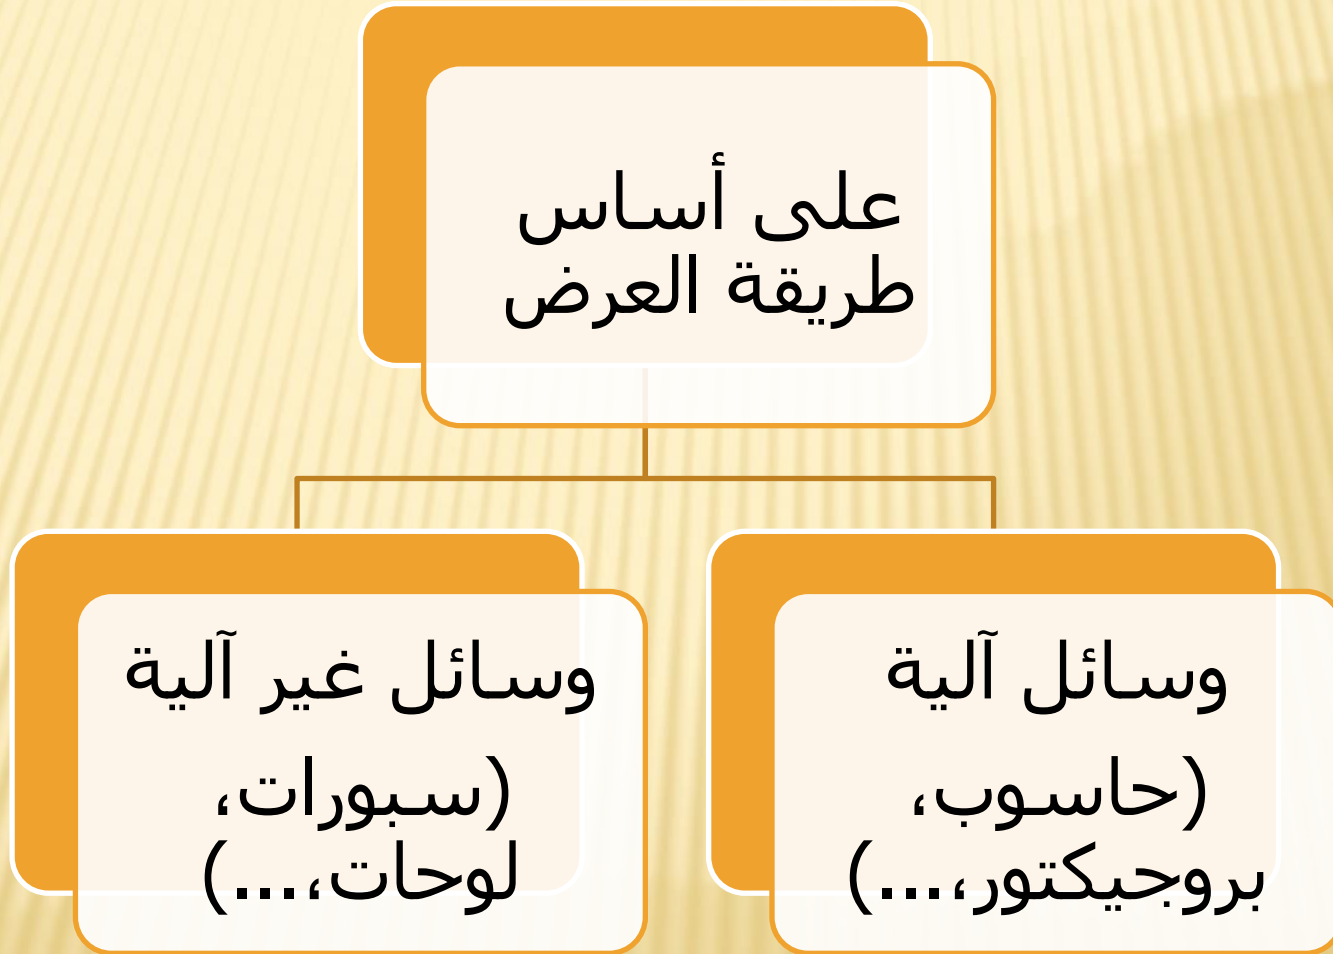 على أساس
طريقة العرض
وسائل آلية
(حاسوب،
بروجيكتور،...)
وسائل غير آلية
(سبورات،
لوحات،...)